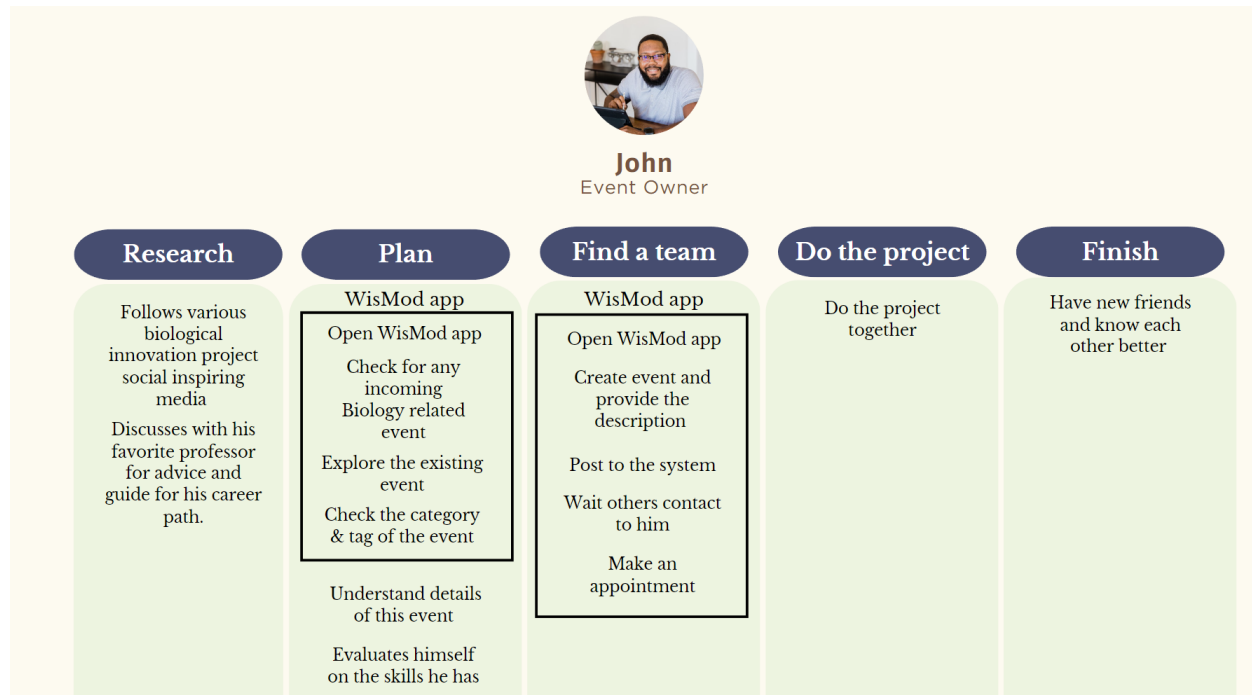 John
Event Owner
Research
Follows various
biological
innovation project
social inspiring
media
Discusses with his
favorite professor
for advice and
guide for his career
path.
Plan
WisMod app
Open WisMod app
Check for any
incoming
Biology related
event
Explore the existing
event
Check the category
& tag of the event
Understand details
of this event
Evaluates himself
on the skills he has
Find a team
WisMod app
Open WisMod app
Create event and
provide the
description
Post to the system
Wait others contact
to him
Make an
appointment
Do the project
Do the project
together
Finish
Have new friends
and know each
other better